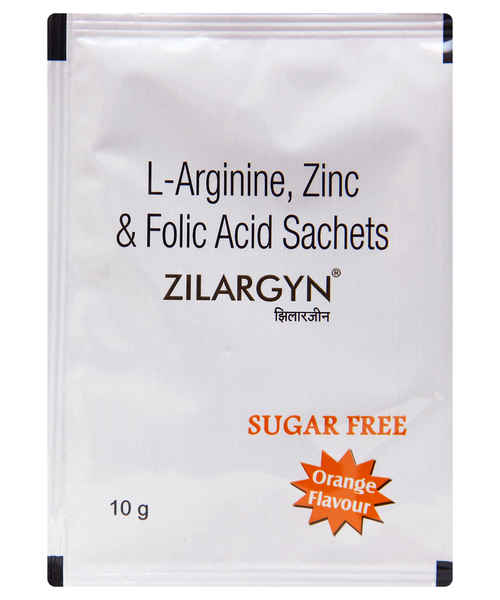 L-Arginine, Zinc
& Folic Acid Sachets
ZILARGYN®
झिलारजीन
SUGAR FREE
Orange
Flavour
10 g